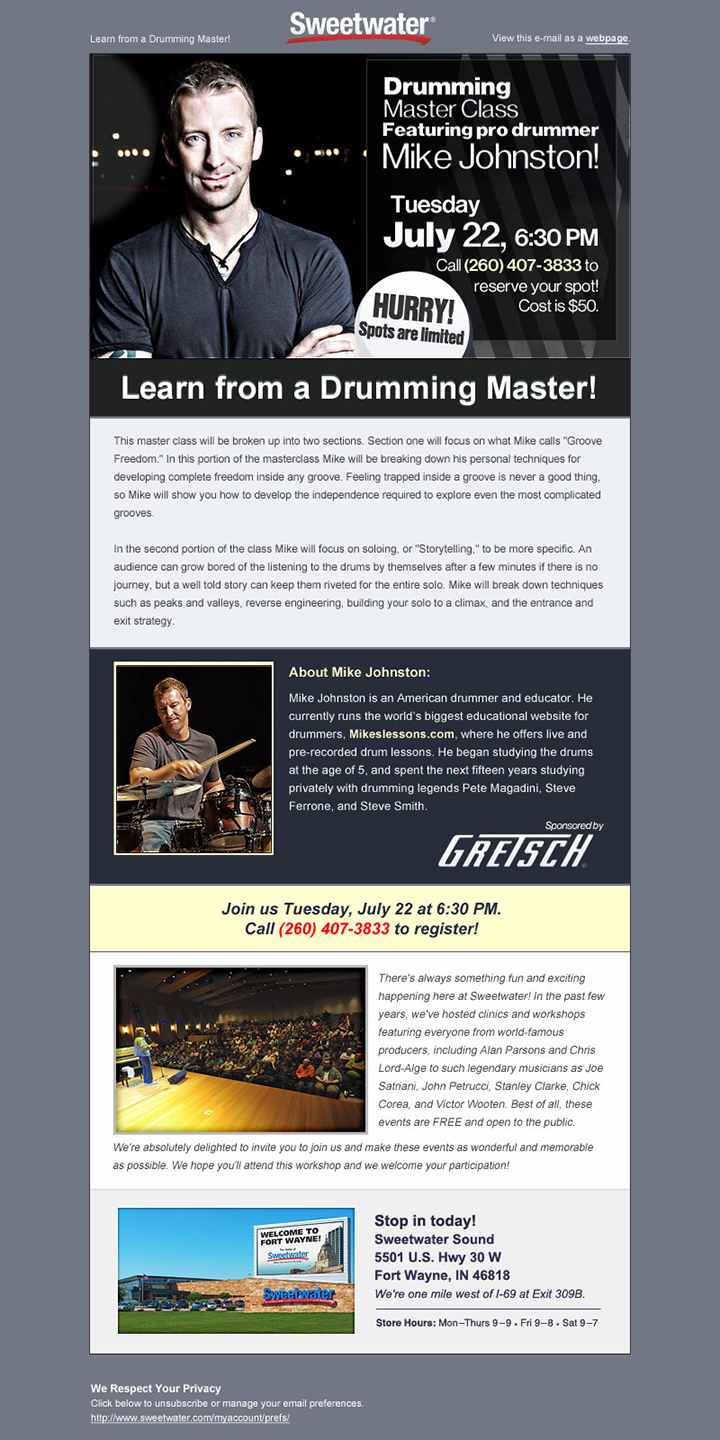 Learn from a Drumming Master!
Sweetwater®
View this e-mail as a webpage.
Drumming
Master Class
Featuring pro drummer
Mike Johnston!
Tuesday
July 22, 6:30 PM
Call (260) 407-3833 to
reserve your spot!
Cost is $50.
HURRY!
Spots are limited
Learn from a Drumming Master!
This master class will be broken up into two sections. Section one will focus on what Mike calls "Groove
Freedom." In this portion of the masterclass Mike will be breaking down his personal techniques for
developing complete freedom inside any groove. Feeling trapped inside a groove is never a good thing,
so Mike will show you how to develop the independence required to explore even the most complicated
grooves.
In the second portion of the class Mike will focus on soloing, or "Storytelling," to be more specific. An
audience can grow bored of the listening to the drums by themselves after a few minutes if there is no
journey, but a well told story can keep them riveted for the entire solo. Mike will break down techniques
such as peaks and valleys, reverse engineering, building your solo to a climax, and the entrance and
exit strategy.
About Mike Johnston:
Mike Johnston is an American drummer and educator. He
currently runs the world's biggest educational website for
drummers, Mikeslessons.com, where he offers live and
pre-recorded drum lessons. He began studying the drums
at the age of 5, and spent the next fifteen years studying
privately with drumming legends Pete Magadini, Steve
Ferrone, and Steve Smith.
Sponsored by
GRETSCH
Join us Tuesday, July 22 at 6:30 PM.
Call (260) 407-3833 to register!
There's always something fun and exciting
happening here at Sweetwater! In the past few
years, we've hosted clinics and workshops
featuring everyone from world-famous
producers, including Alan Parsons and Chris
Lord-Alge to such legendary musicians as Joe
Satriani, John Petrucci, Stanley Clarke, Chick
Corea, and Victor Wooten. Best of all, these
events are FREE and open to the public.
We're absolutely delighted to invite you to join us and make these events as wonderful and memorable
as possible. We hope you'll attend this workshop and we welcome your participation!
WELCOME TO
FORT WAYNE!
Sweetwater
Sweetwater
Stop in today!
Sweetwater Sound
5501 U.S. Hwy 30 W
Fort Wayne, IN 46818
We're one mile west of I-69 at Exit 309B.
Store Hours: Mon–Thurs 9–9 • Fri 9–8 • Sat 9–7
We Respect Your Privacy
Click below to unsubscribe or manage your email preferences.
http://www.sweetwater.com/myaccount/prefs/